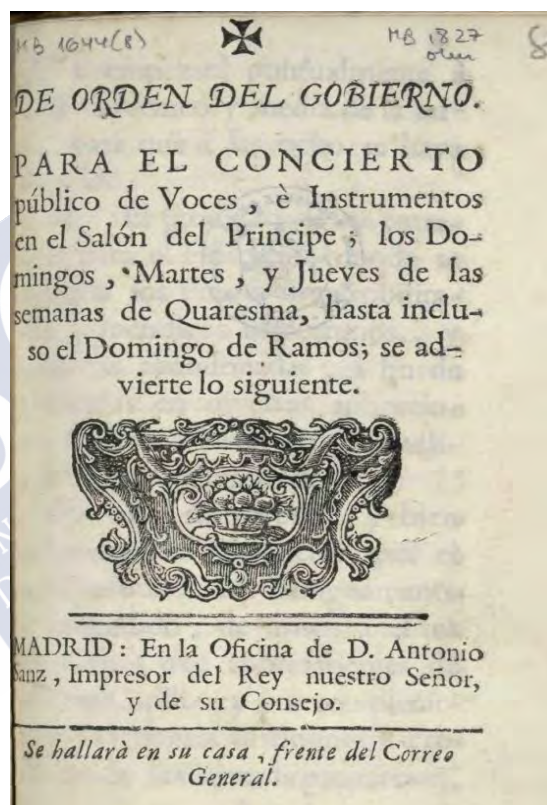 MB 1644(8)
MB 1827
8
DE ORDEN DEL GOBIERNO.
PARA EL CONCIERTO
público de Voces, è Instrumentos
en el Salón del Principe; los Do-
mingos, Martes, y Jueves de las
semanas de Quaresma, hasta inclu-
so el Domingo de Ramos; se ad-
vierte lo siguiente.
MADRID: En la Oficina de D. Antonio
Sanz, Impresor del Rey nuestro Señor,
y de su Consejo.
Se hallarà en su casa, frente del Correo
General.